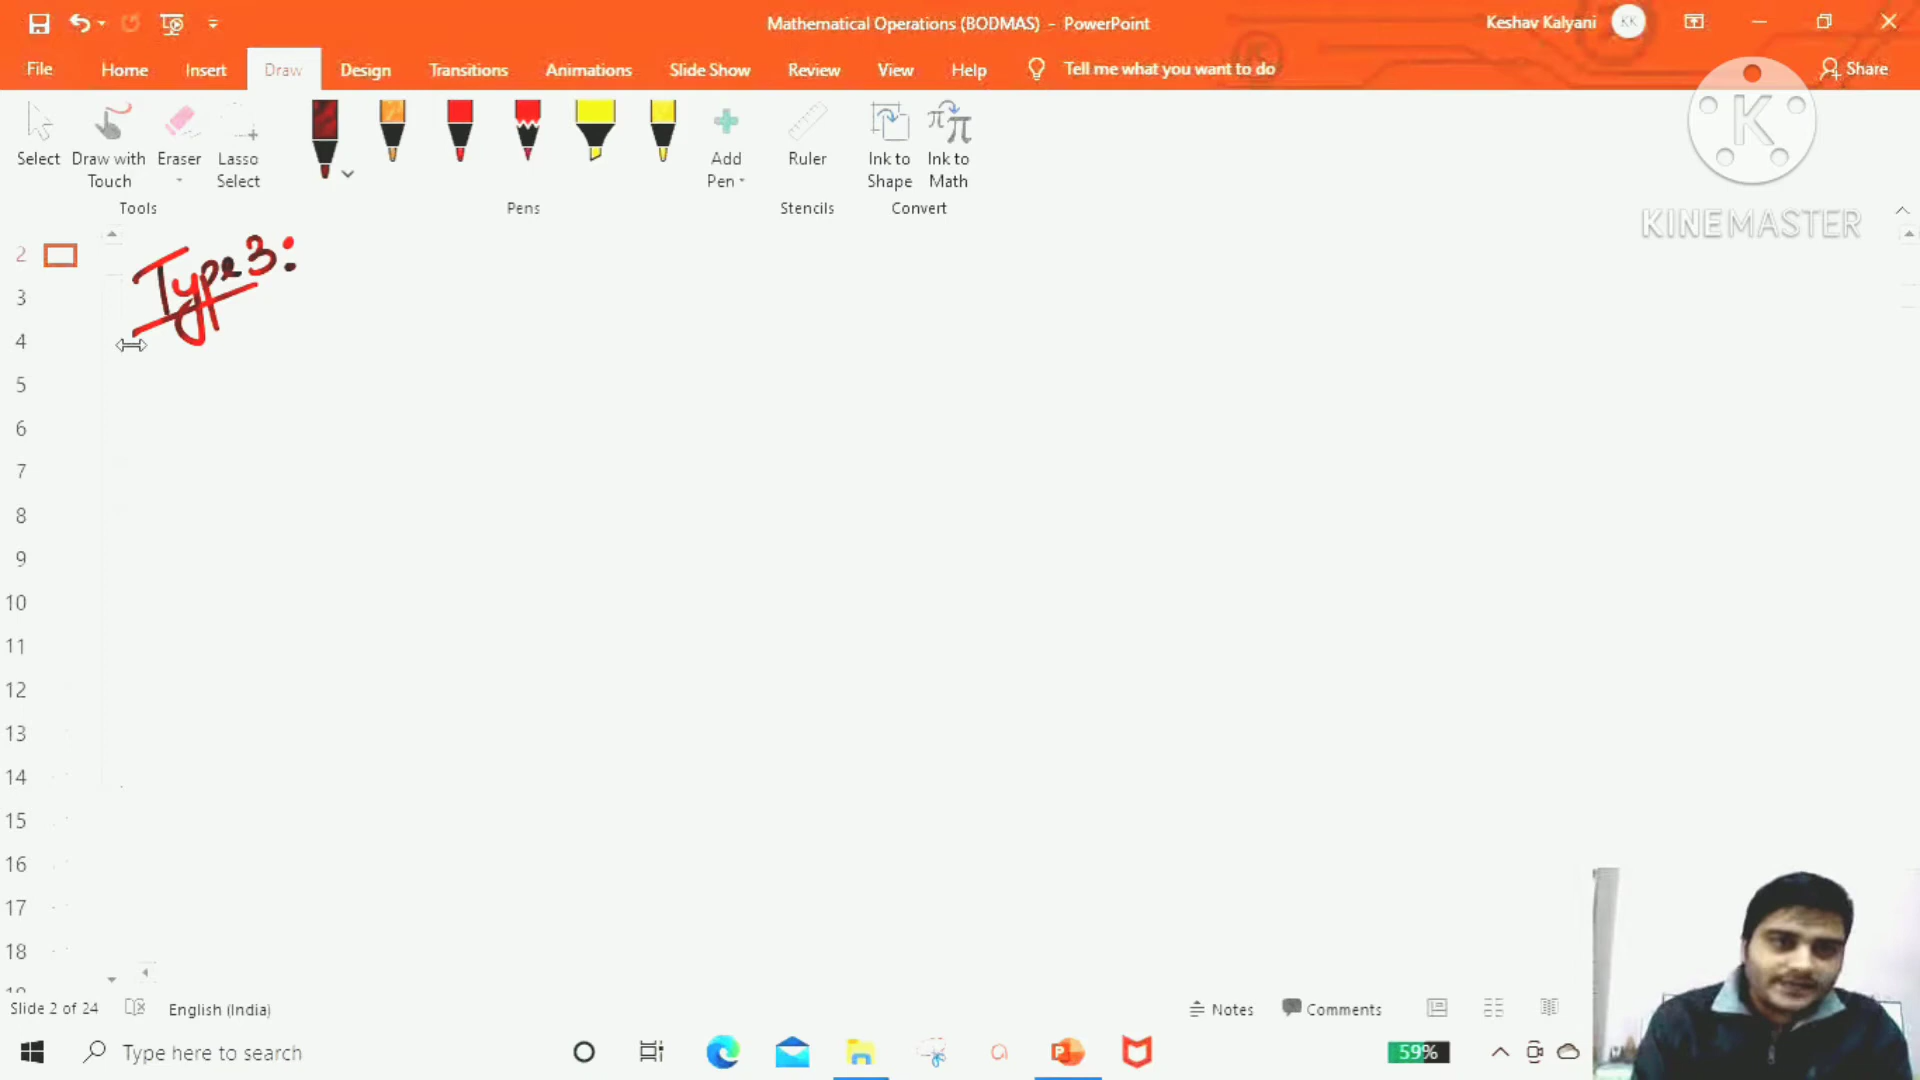 Mathematical Operations (BODMAS) - PowerPoint
Keshav Kalyani KK
File Home Insert Draw Design Transitions Animations Slide Show Review View Help Tell me what you want to do Share
K
Select
Draw with
Touch
Eraser
Lasso
Select
Add
Pen
Ruler
Ink to
Shape
Ink to
Math
Tools
Pens
Stencils
Convert
KINEMASTER
Type 3:
2
3
4
5
6
7
8
9
10
11
12
13
14
15
16
17
18
Slide 2 of 24 English (India) Notes Comments
Type here to search
59%